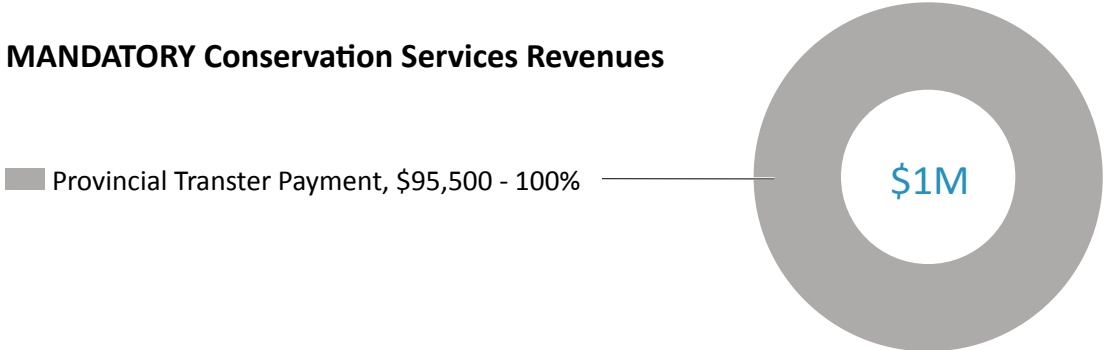 MANDATORY Conservation Services Revenues
Provincial Transter Payment, $95,500 - 100%
$1M